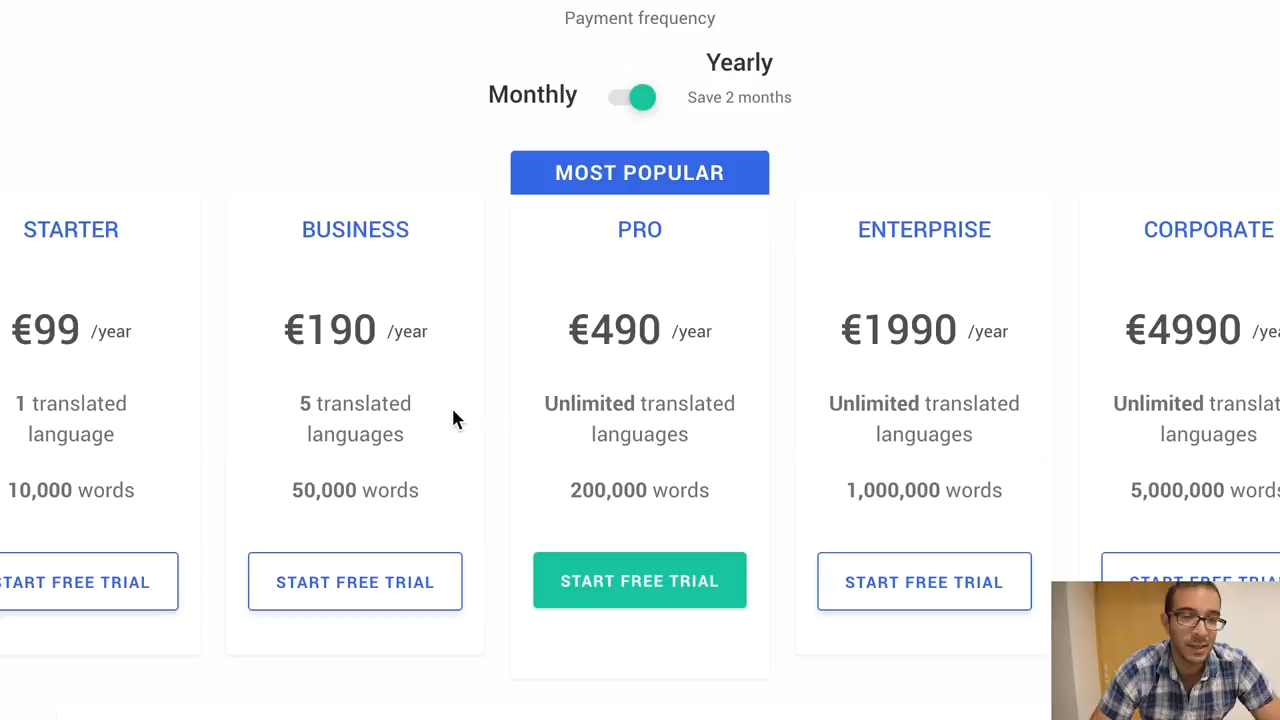 Payment frequency
Monthly
Yearly
Save 2 months
MOST POPULAR
STARTER
€99 /year
1 translated
language
10,000 words
START FREE TRIAL
BUSINESS
€190 /year
5 translated
languages
50,000 words
START FREE TRIAL
PRO
€490 /year
Unlimited translated
languages
200,000 words
START FREE TRIAL
ENTERPRISE
€1990 /year
Unlimited translated
languages
1,000,000 words
START FREE TRIAL
CORPORATE
€4990
Unlimited
languages
5,000,000 words
START FREE